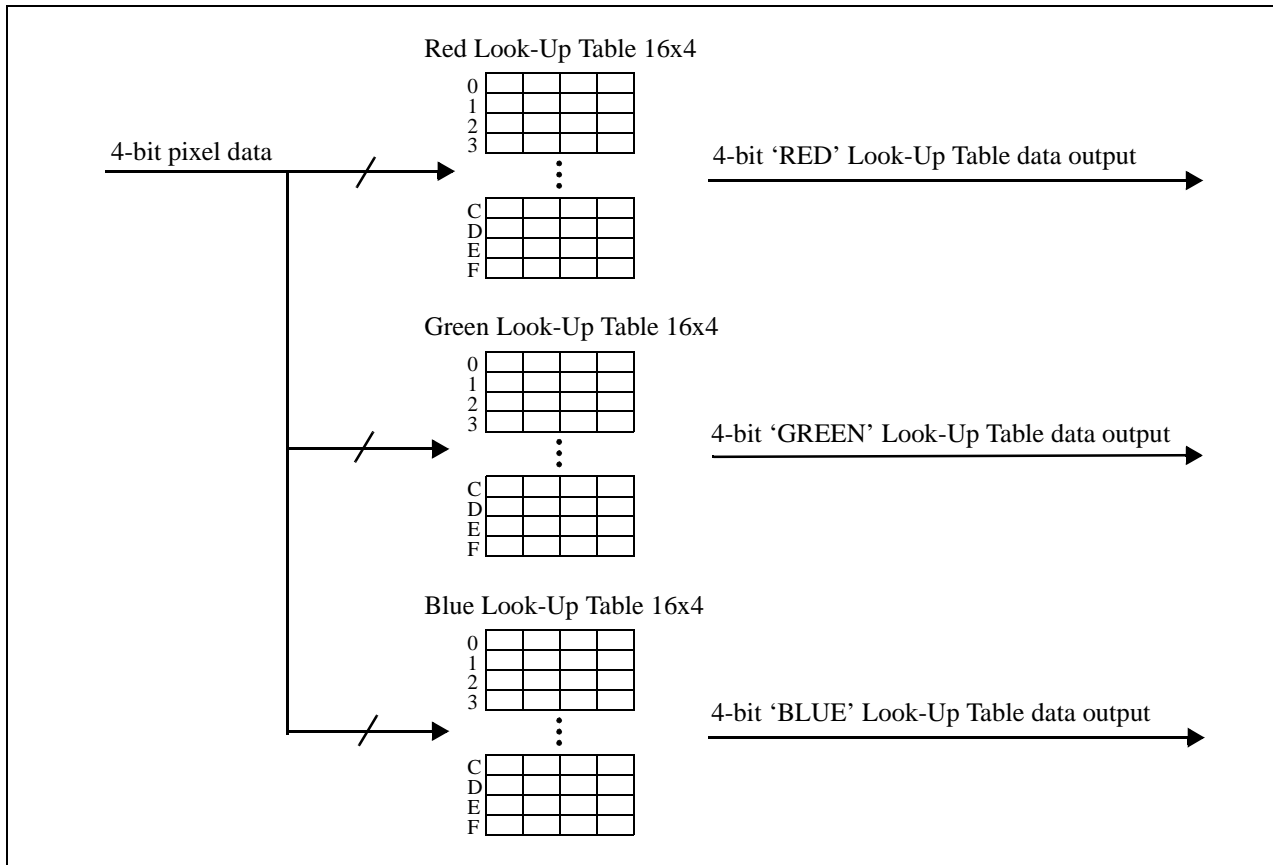 Red Look-Up Table 16x4
0
1
2
3
4-bit pixel data
4-bit ‘RED’ Look-Up Table data output
C
D
E
F
Green Look-Up Table 16x4
0
1
2
3
4-bit ‘GREEN’ Look-Up Table data output
C
D
E
F
Blue Look-Up Table 16x4
0
1
2
3
4-bit ‘BLUE’ Look-Up Table data output
C
D
E
F